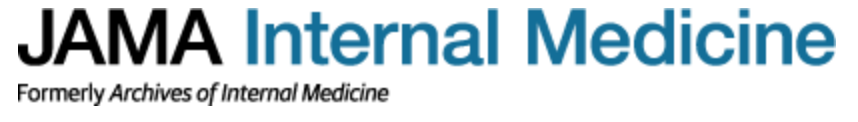 JAMA Internal Medicine
Formerly Archives of Internal Medicine